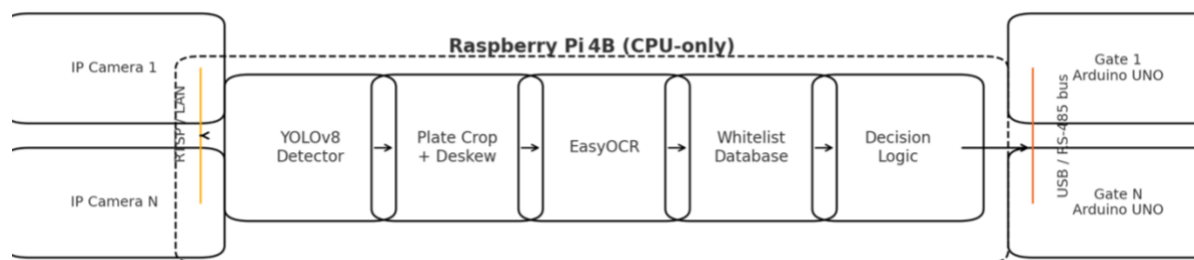 Raspberry Pi 4B (CPU-only)
IP Camera 1
IP Camera N
RTSP / LAN
YOLOv8
Detector
Plate Crop
+ Deskew
EasyOCR
Whitelist
Database
Decision
Logic
USB / RS-485 bus
Gate 1
Arduino UNO
Gate N
Arduino UNO